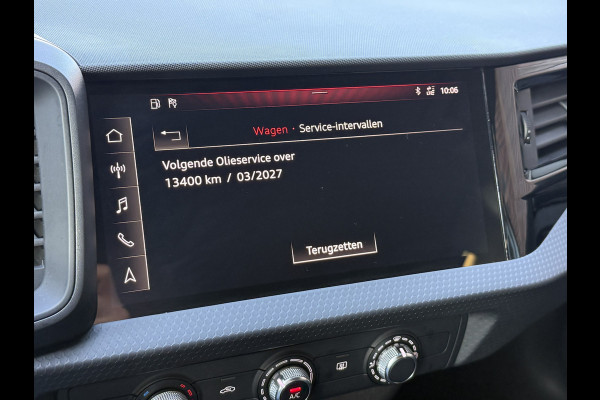 10:06
Wagen · Service-intervallen
Volgende Olieservice over
13400 km / 03/2027
Terugzetten
A/C